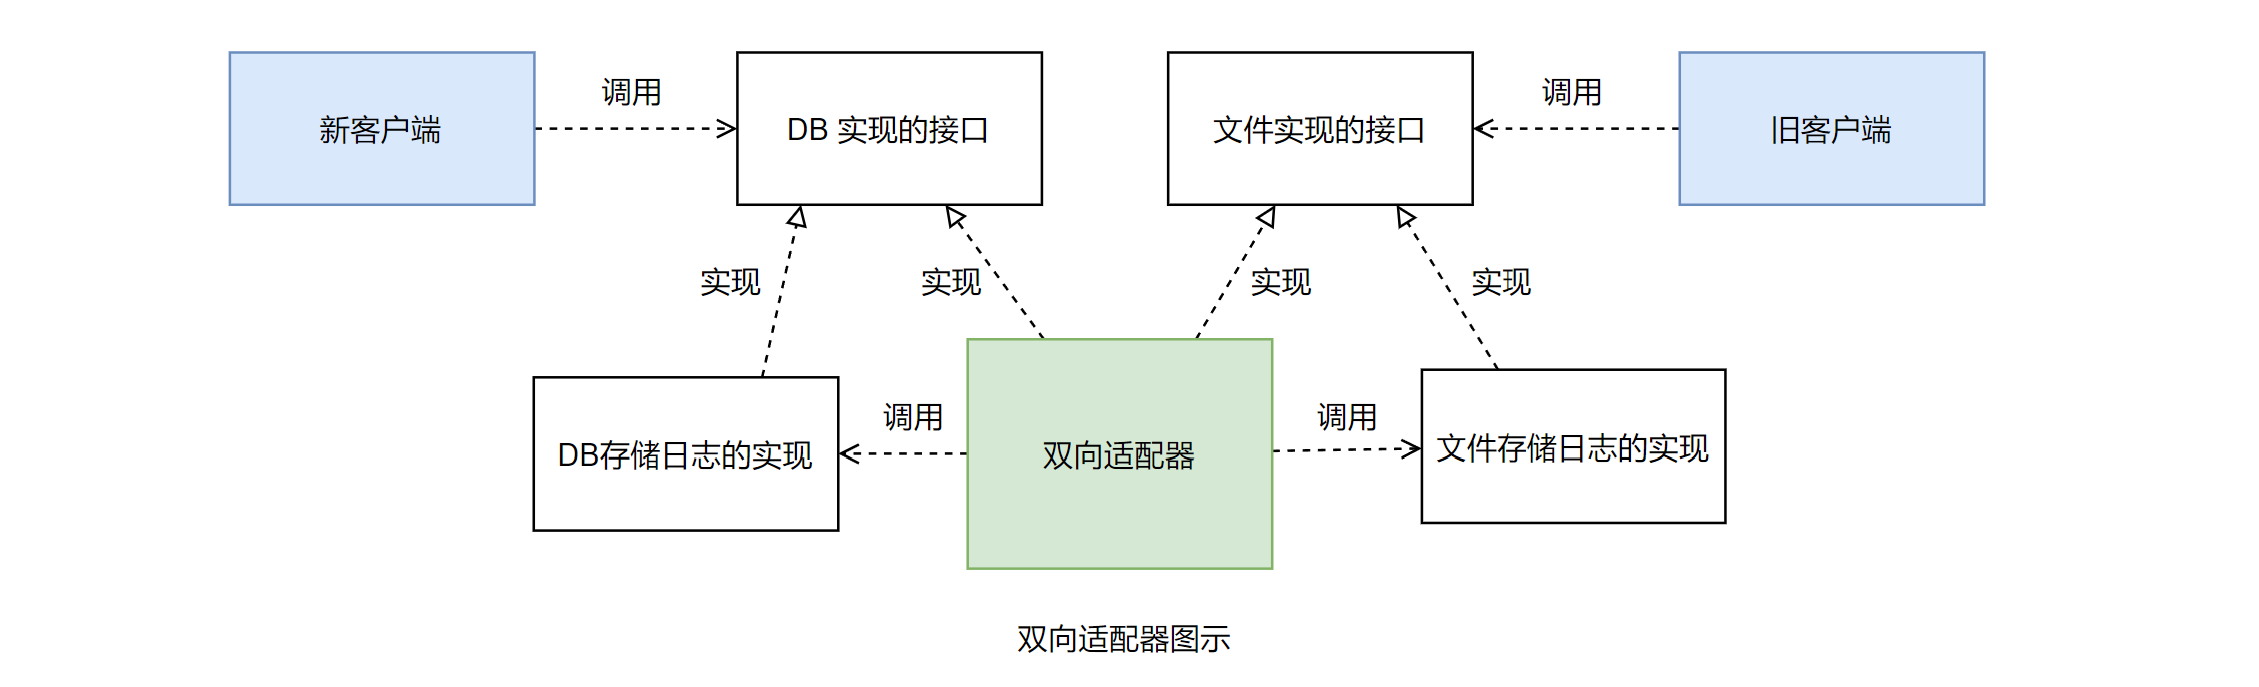 新客户端
调用
DB 实现的接口
文件实现的接口
调用
旧客户端
实现
实现
实现
实现
DB存储日志的实现
调用
双向适配器
调用
文件存储日志的实现
双向适配器图示